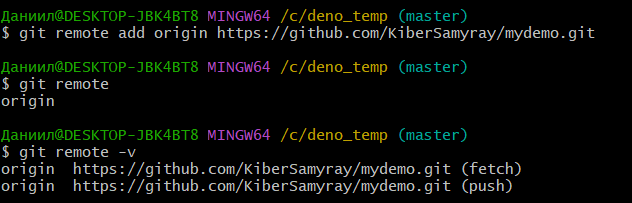 Даниил@DESKTOP-JBK4BT8 MINGW64 /c/deno_temp (master)
$ git remote add origin https://github.com/KiberSamyray/mydemo.git
Даниил@DESKTOP-JBK4BT8 MINGW64 /c/deno_temp (master)
$ git remote
origin
Даниил@DESKTOP-JBK4BT8 MINGW64 /c/deno_temp (master)
$ git remote -v
origin  https://github.com/KiberSamyray/mydemo.git (fetch)
origin  https://github.com/KiberSamyray/mydemo.git (push)